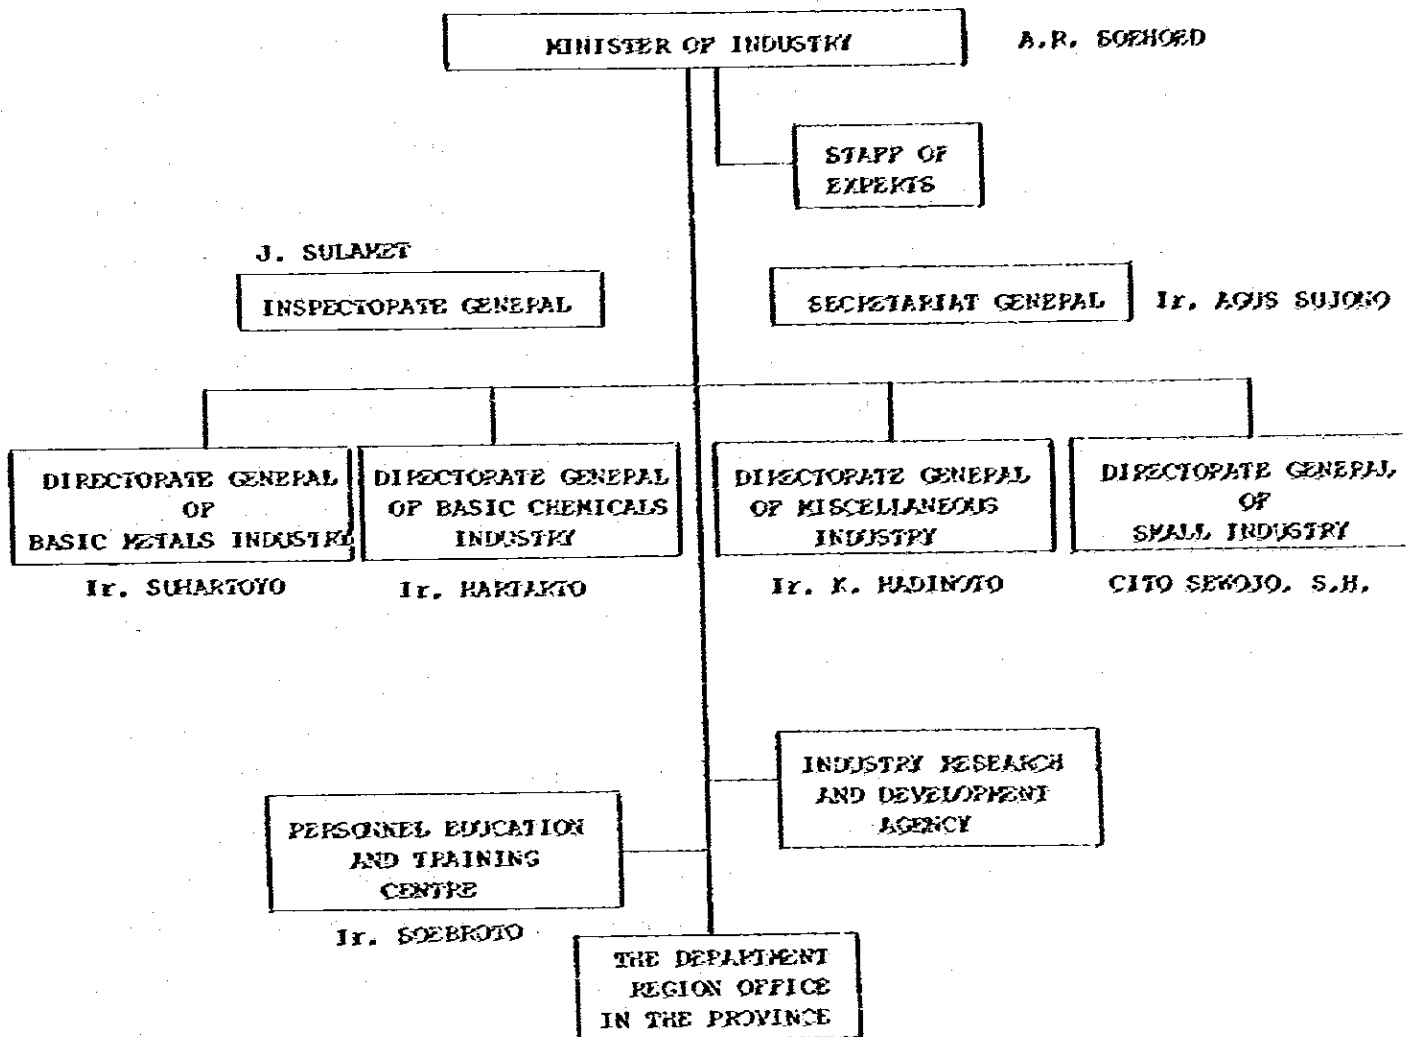 MINISTER OF INDUSTRY
A.R. SOEHOED
STAFF OF
EXPERTS
J. SULAMET
INSPECTORATE GENERAL
SECRETARIAT GENERAL
Ir. AGUS SUJONO
DIRECTORATE GENERAL
OF
BASIC METALS INDUSTRY
Ir. SUHARTOYO
DIRECTORATE GENERAL
OF BASIC CHEMICALS
INDUSTRY
Ir. HARTARTO
DIRECTORATE GENERAL
OF MISCELLANEOUS
INDUSTRY
Ir. K. HADINOTO
DIRECTORATE GENERAL
OF
SMALL INDUSTRY
CITO SEWOJO, S.H.
INDUSTRY RESEARCH
AND DEVELOPMENT
AGENCY
PERSONNEL EDUCATION
AND TRAINING
CENTRE
Ir. SOEBROTO
THE DEPARTMENT
REGION OFFICE
IN THE PROVINCE